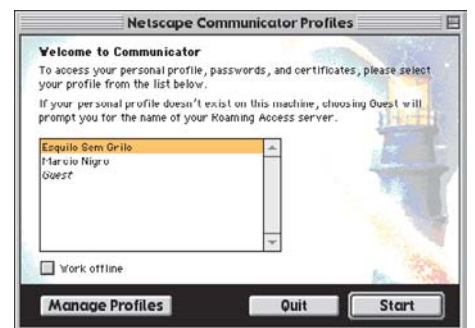 Netscape Communicator Profiles
Welcome to Communicator
To access your personal profile, passwords, and certificates, please select
your profile from the list below.
If your personal profile doesn't exist on this machine, choosing Guest will
prompt you for the name of your Roaming Access server.
Esquilo Sem Grilo
Marcio Nigro
Guest
Work offline
Manage Profiles
Quit
Start